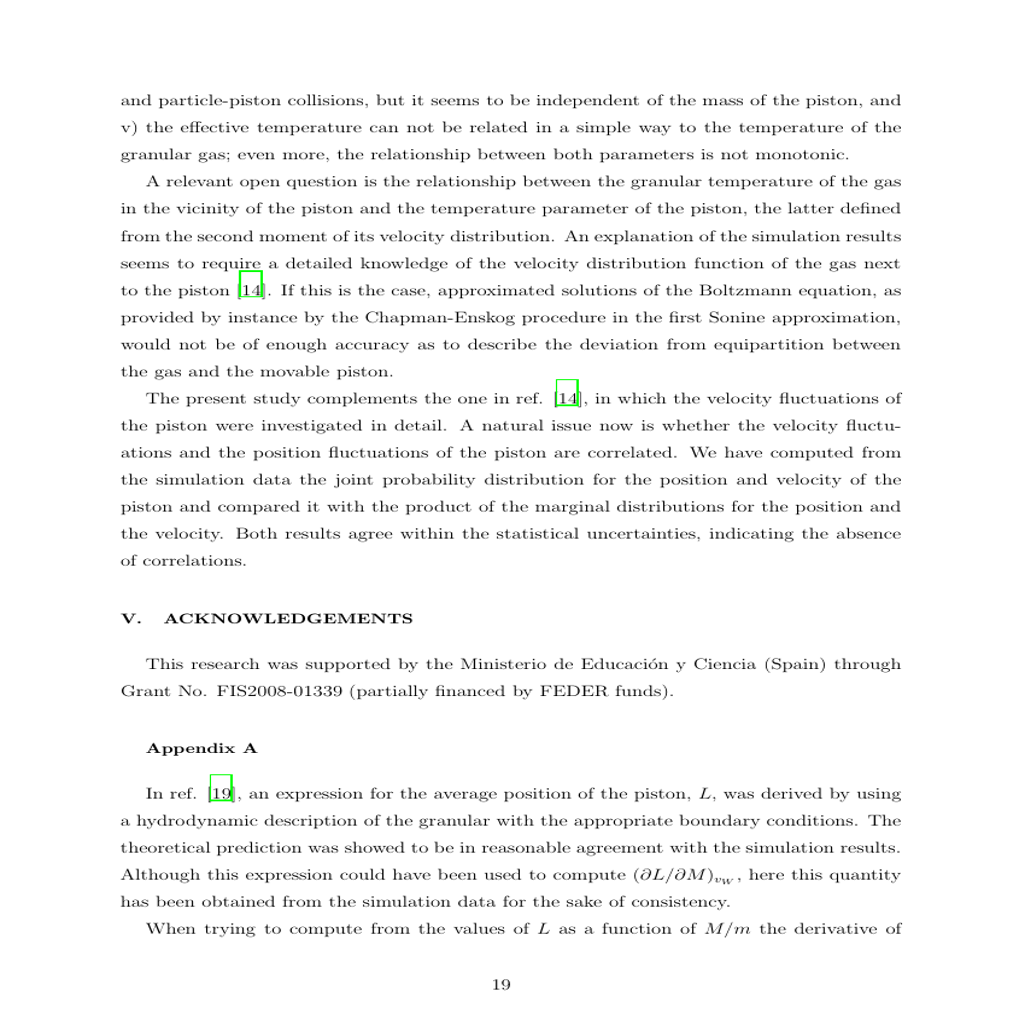 and particle-piston collisions, but it seems to be independent of the mass of the piston, and
v) the effective temperature can not be related in a simple way to the temperature of the
granular gas; even more, the relationship between both parameters is not monotonic.
A relevant open question is the relationship between the granular temperature of the gas
in the vicinity of the piston and the temperature parameter of the piston, the latter defined
from the second moment of its velocity distribution. An explanation of the simulation results
seems to require a detailed knowledge of the velocity distribution function of the gas next
to the piston [14]. If this is the case, approximated solutions of the Boltzmann equation, as
provided by instance by the Chapman-Enskog procedure in the first Sonine approximation,
would not be of enough accuracy as to describe the deviation from equipartition between
the gas and the movable piston.
The present study complements the one in ref. [14], in which the velocity fluctuations of
the piston were investigated in detail. A natural issue now is whether the velocity fluctu-
ations and the position fluctuations of the piston are correlated. We have computed from
the simulation data the joint probability distribution for the position and velocity of the
piston and compared it with the product of the marginal distributions for the position and
the velocity. Both results agree within the statistical uncertainties, indicating the absence
of correlations.
V. ACKNOWLEDGEMENTS
This research was supported by the Ministerio de Educación y Ciencia (Spain) through
Grant No. FIS2008-01339 (partially financed by FEDER funds).
Appendix A
In ref. [19], an expression for the average position of the piston, L, was derived by using
a hydrodynamic description of the granular with the appropriate boundary conditions. The
theoretical prediction was showed to be in reasonable agreement with the simulation results.
Although this expression could have been used to compute (∂L/∂M)_{v_W}, here this quantity
has been obtained from the simulation data for the sake of consistency.
When trying to compute from the values of L as a function of M/m the derivative of
19